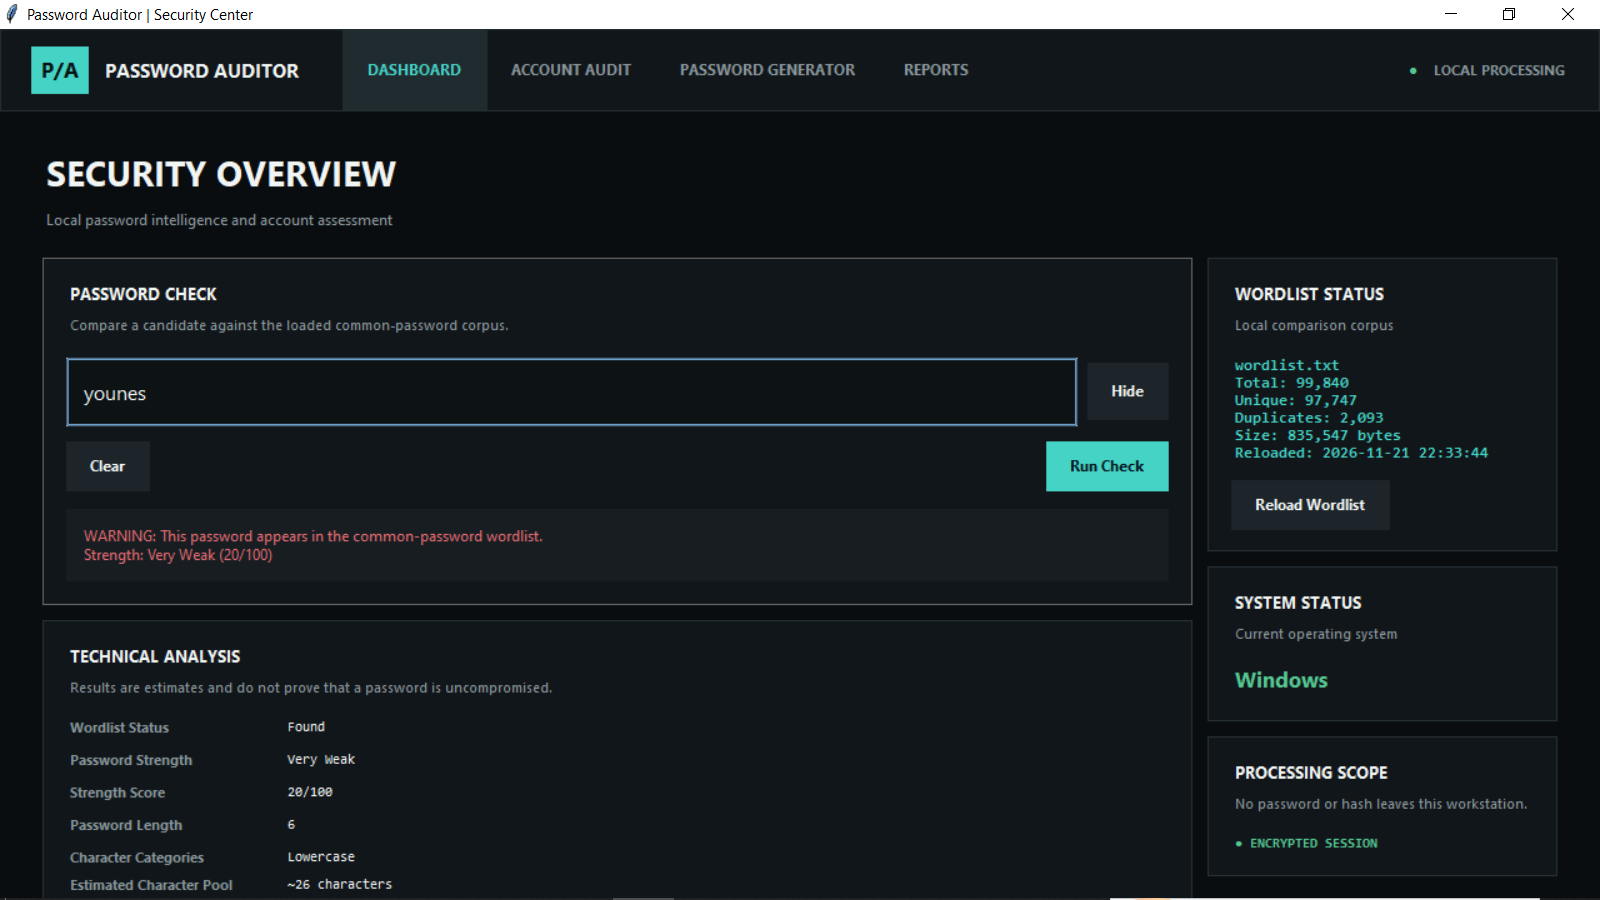 Password Auditor | Security Center
P/A PASSWORD AUDITOR DASHBOARD ACCOUNT AUDIT PASSWORD GENERATOR REPORTS ● LOCAL PROCESSING
SECURITY OVERVIEW
Local password intelligence and account assessment
PASSWORD CHECK
Compare a candidate against the loaded common-password corpus.
younes
Hide
Clear
Run Check
WARNING: This password appears in the common-password wordlist.
Strength: Very Weak (20/100)
TECHNICAL ANALYSIS
Results are estimates and do not prove that a password is uncompromised.
Wordlist Status Found
Password Strength Very Weak
Strength Score 20/100
Password Length 6
Character Categories Lowercase
Estimated Character Pool ~26 characters
WORDLIST STATUS
Local comparison corpus
wordlist.txt
Total: 99,840
Unique: 97,747
Duplicates: 2,093
Size: 835,547 bytes
Reloaded: 2026-11-21 22:33:44
Reload Wordlist
SYSTEM STATUS
Current operating system
Windows
PROCESSING SCOPE
No password or hash leaves this workstation.
● ENCRYPTED SESSION